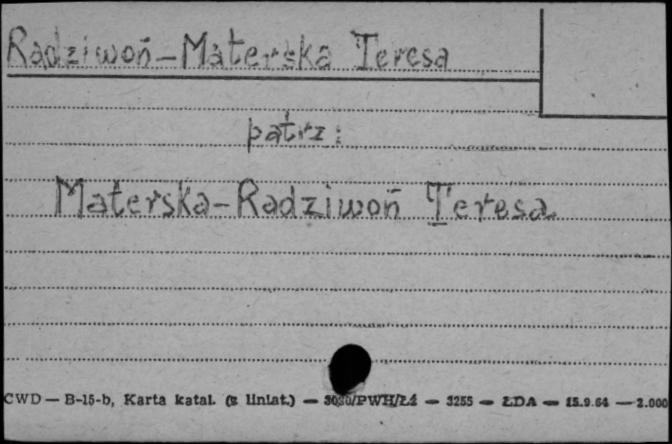 Radziwoń-Materska Teresa
patrz:
Materska-Radziwoń Teresa
CWD — B-15-b, Karta katal. (z liniat.) — /PWH/Łd — 3255 — ŁDA — 15.9.64 — 2.000